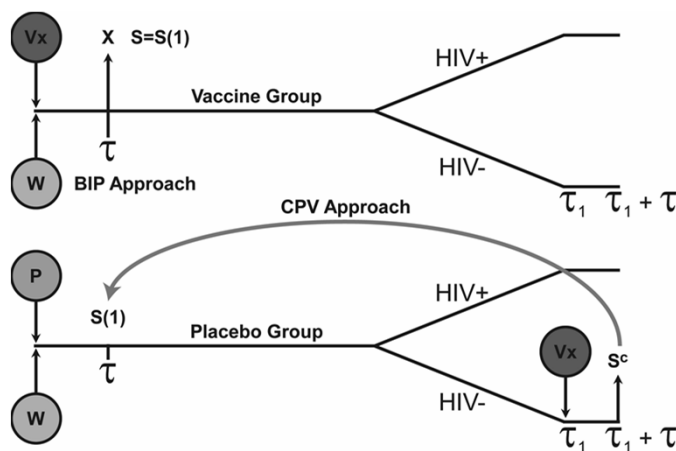 Vx
X S=S(1)
HIV+
Vaccine Group
τ
HIV-
W
BIP Approach
τ1 τ1 + τ
CPV Approach
P
HIV+
S(1)
Placebo Group
Vx
Sc
τ
HIV-
W
τ1 τ1 + τ